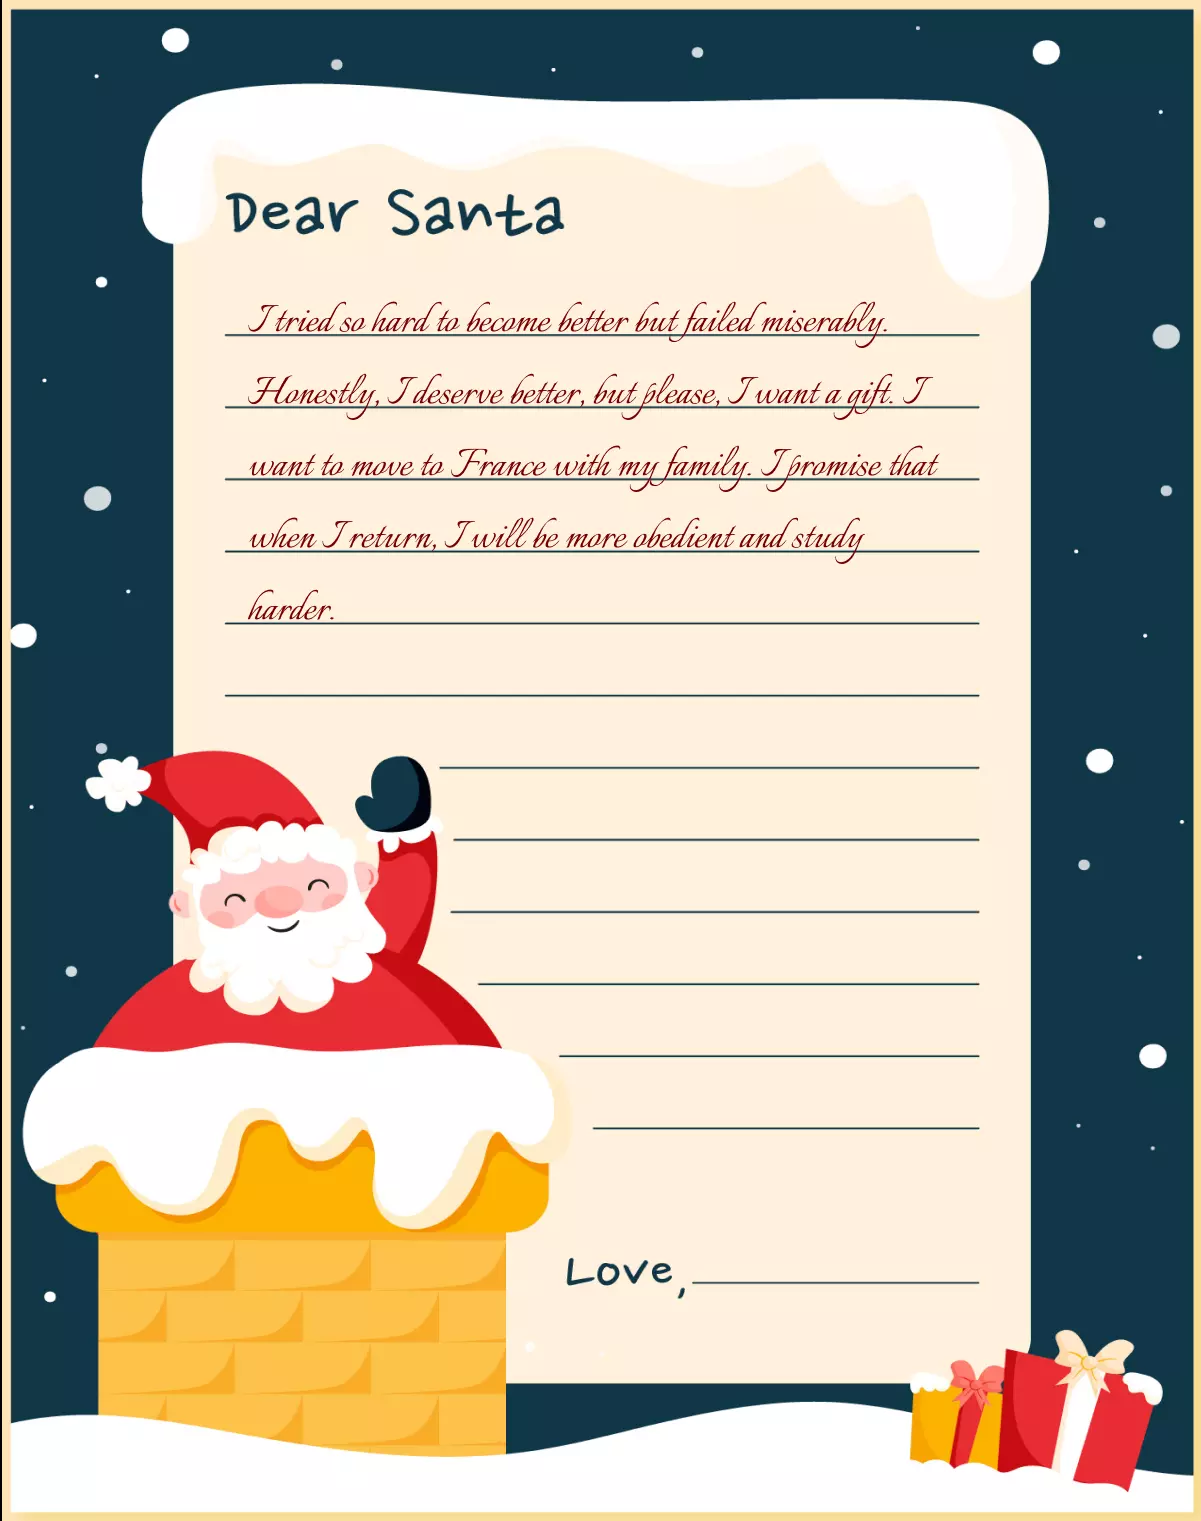 Dear Santa
I tried so hard to become better but failed miserably.
Honestly, I deserve better, but please, I want a gift. I
want to move to France with my family. I promise that
when I return, I will be more obedient and study
harder.
Love,